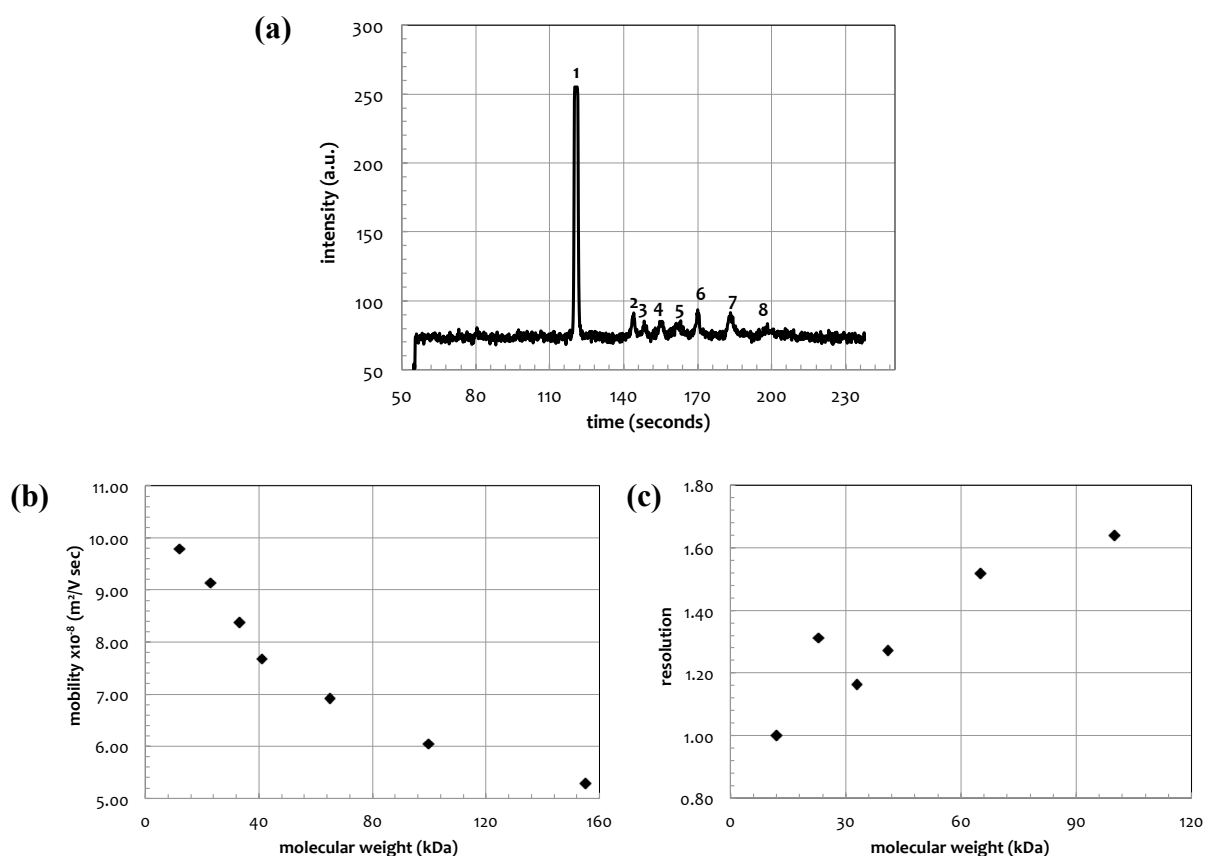 (a)
300
250
200
150
100
50
intensity (a.u.)
1
2
3
4
5
6
7
8
50 80 110 140 170 200 230
time (seconds)
(b)
11.00
10.00
9.00
8.00
7.00
6.00
5.00
mobility x10⁻⁸ (m²/V sec)
0 40 80 120 160
molecular weight (kDa)
(c)
1.80
1.60
1.40
1.20
1.00
0.80
resolution
0 30 60 90 120
molecular weight (kDa)